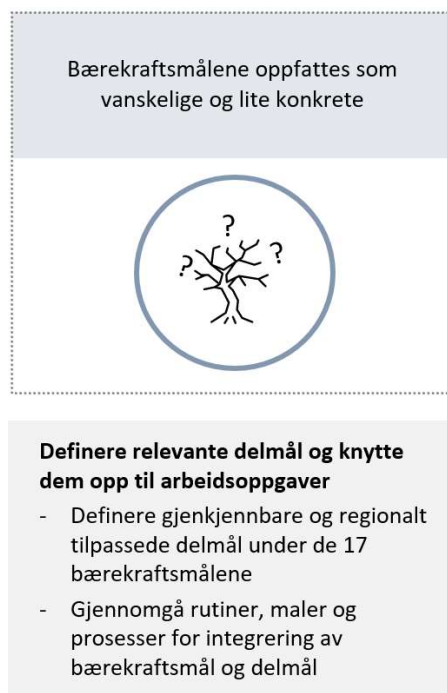 Bærekraftsmålene oppfattes som
vanskelige og lite konkrete
?
?
?
Definere relevante delmål og knytte
dem opp til arbeidsoppgaver
- Definere gjenkjennbare og regionalt
tilpassede delmål under de 17
bærekraftsmålene
- Gjennomgå rutiner, maler og
prosesser for integrering av
bærekraftsmål og delmål